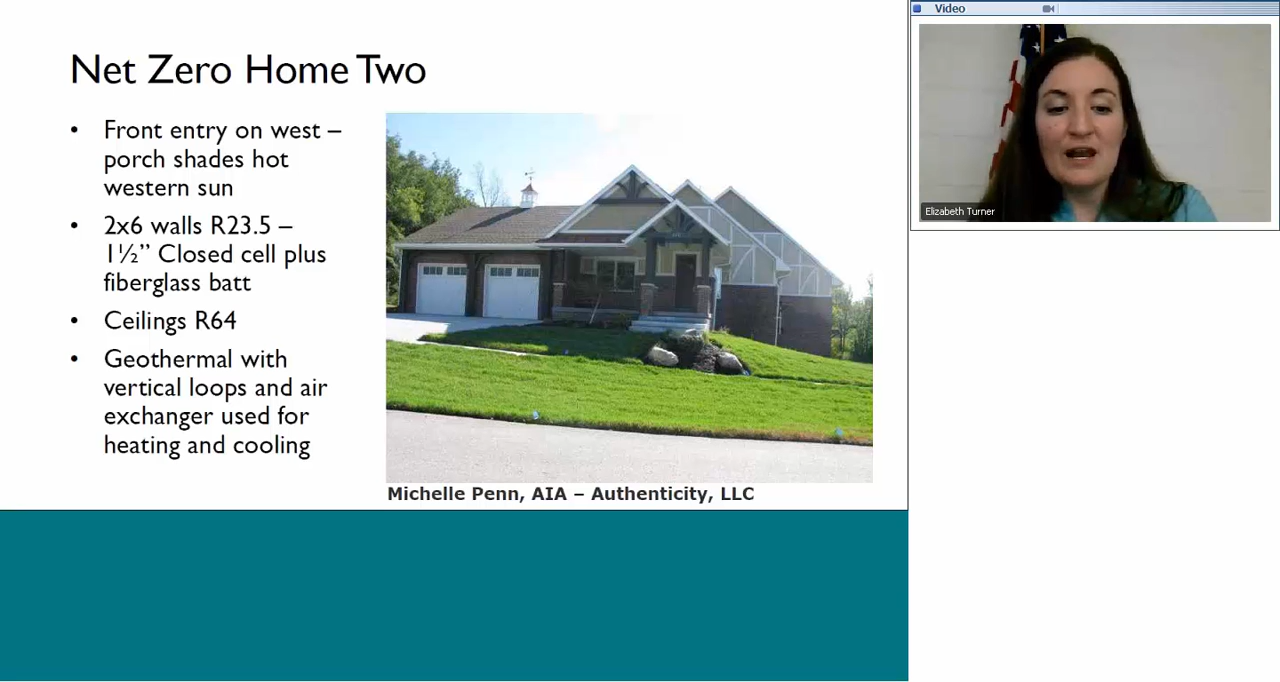 Net Zero Home Two
• Front entry on west –
porch shades hot
western sun
• 2x6 walls R23.5 –
1½” Closed cell plus
fiberglass batt
• Ceilings R64
• Geothermal with
vertical loops and air
exchanger used for
heating and cooling
Michelle Penn, AIA – Authenticity, LLC
Video
Elizabeth Turner